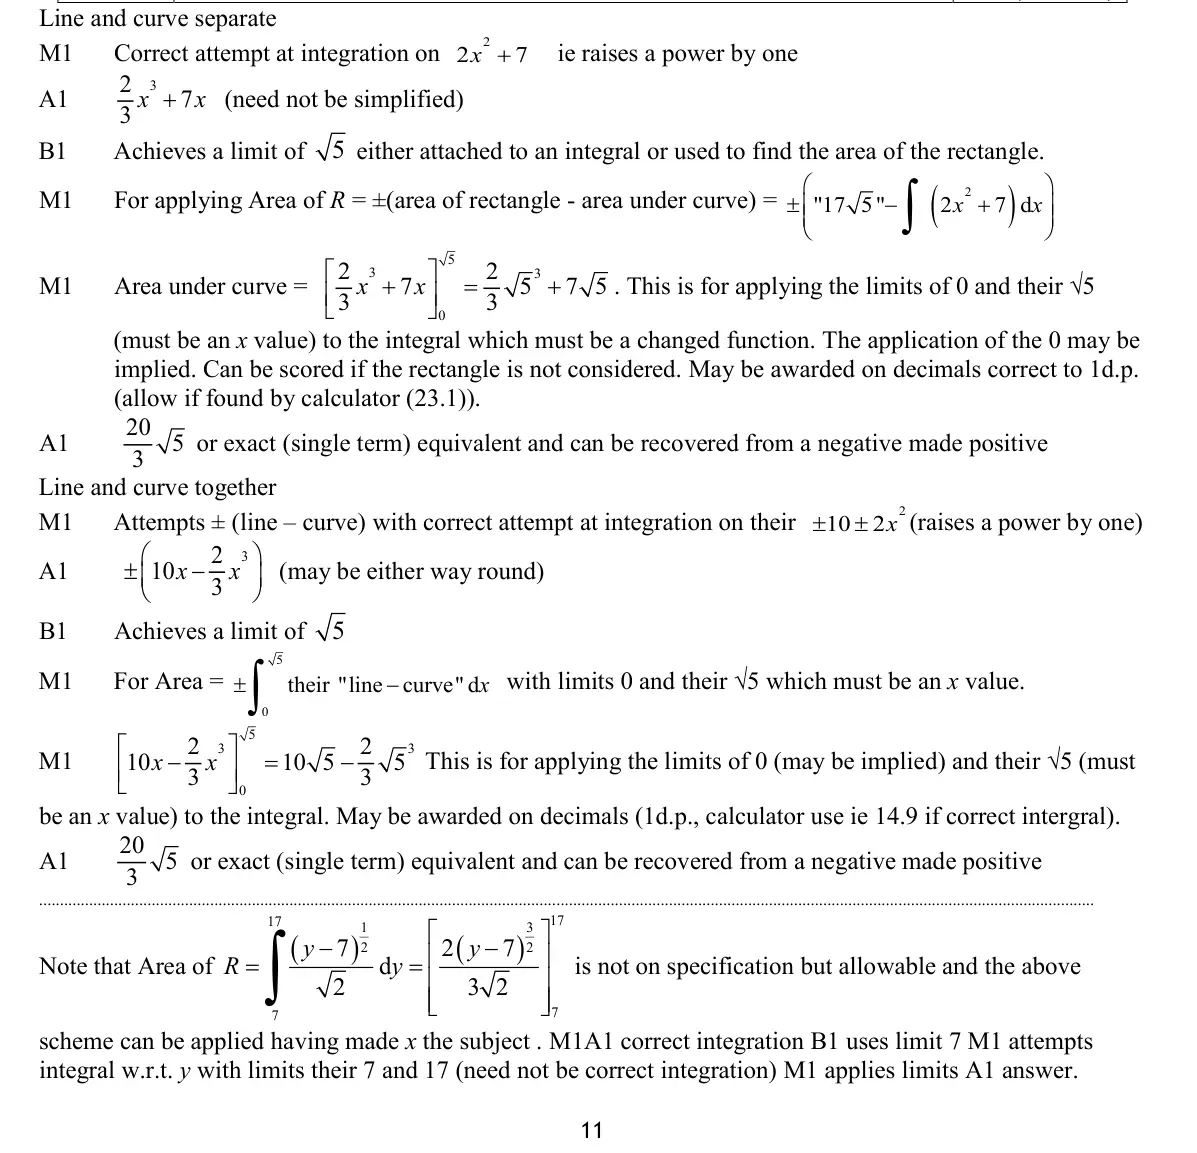 Line and curve separate
M1 Correct attempt at integration on 2x² + 7 ie raises a power by one
A1 2/3 x³ + 7x (need not be simplified)
B1 Achieves a limit of √5 either attached to an integral or used to find the area of the rectangle.
M1 For applying Area of R = ±(area of rectangle - area under curve) = ±("17√5"– ∫ (2x² + 7) dx)
M1 Area under curve = [2/3 x³ + 7x]₀^√5 = 2/3 √5³ + 7√5 . This is for applying the limits of 0 and their √5
(must be an x value) to the integral which must be a changed function. The application of the 0 may be
implied. Can be scored if the rectangle is not considered. May be awarded on decimals correct to 1d.p.
(allow if found by calculator (23.1)).
A1 20/3 √5 or exact (single term) equivalent and can be recovered from a negative made positive
Line and curve together
M1 Attempts ± (line – curve) with correct attempt at integration on their ±10 ± 2x² (raises a power by one)
A1 ±(10x – 2/3 x³) (may be either way round)
B1 Achieves a limit of √5
M1 For Area = ± ∫₀^√5 their "line – curve" dx with limits 0 and their √5 which must be an x value.
M1 [10x – 2/3 x³]₀^√5 = 10√5 – 2/3 √5³ This is for applying the limits of 0 (may be implied) and their √5 (must
be an x value) to the integral. May be awarded on decimals (1d.p., calculator use ie 14.9 if correct intergral).
A1 20/3 √5 or exact (single term) equivalent and can be recovered from a negative made positive
Note that Area of R = ∫₇^17 (y – 7)^(1/2) / √2 dy = [2(y – 7)^(3/2) / 3√2]₇^17 is not on specification but allowable and the above
scheme can be applied having made x the subject . M1A1 correct integration B1 uses limit 7 M1 attempts
integral w.r.t. y with limits their 7 and 17 (need not be correct integration) M1 applies limits A1 answer.
11